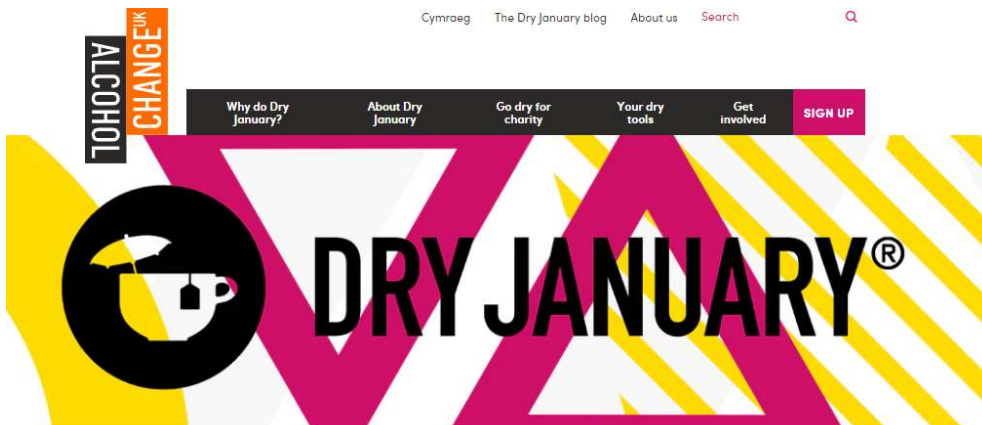 Cymraeg The Dry January blog About us Search
ALCOHOL
CHANGE UK
Why do Dry January?
About Dry January
Go dry for charity
Your dry tools
Get involved
SIGN UP
DRY JANUARY®